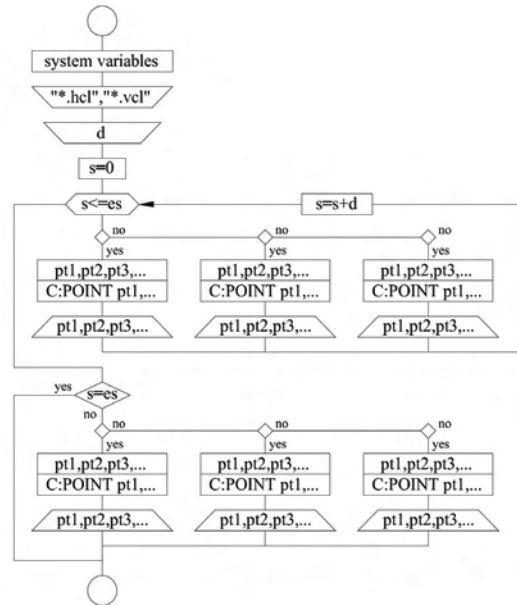 system variables
"*.hcl","*.vcl"
d
s=0
s<=es
s=s+d
no no no
yes yes yes
pt1,pt2,pt3,... pt1,pt2,pt3,... pt1,pt2,pt3,...
C:POINT pt1,... C:POINT pt1,... C:POINT pt1,...
pt1,pt2,pt3,... pt1,pt2,pt3,... pt1,pt2,pt3,...
yes
s=es
no
no no no
yes yes yes
pt1,pt2,pt3,... pt1,pt2,pt3,... pt1,pt2,pt3,...
C:POINT pt1,... C:POINT pt1,... C:POINT pt1,...
pt1,pt2,pt3,... pt1,pt2,pt3,... pt1,pt2,pt3,...